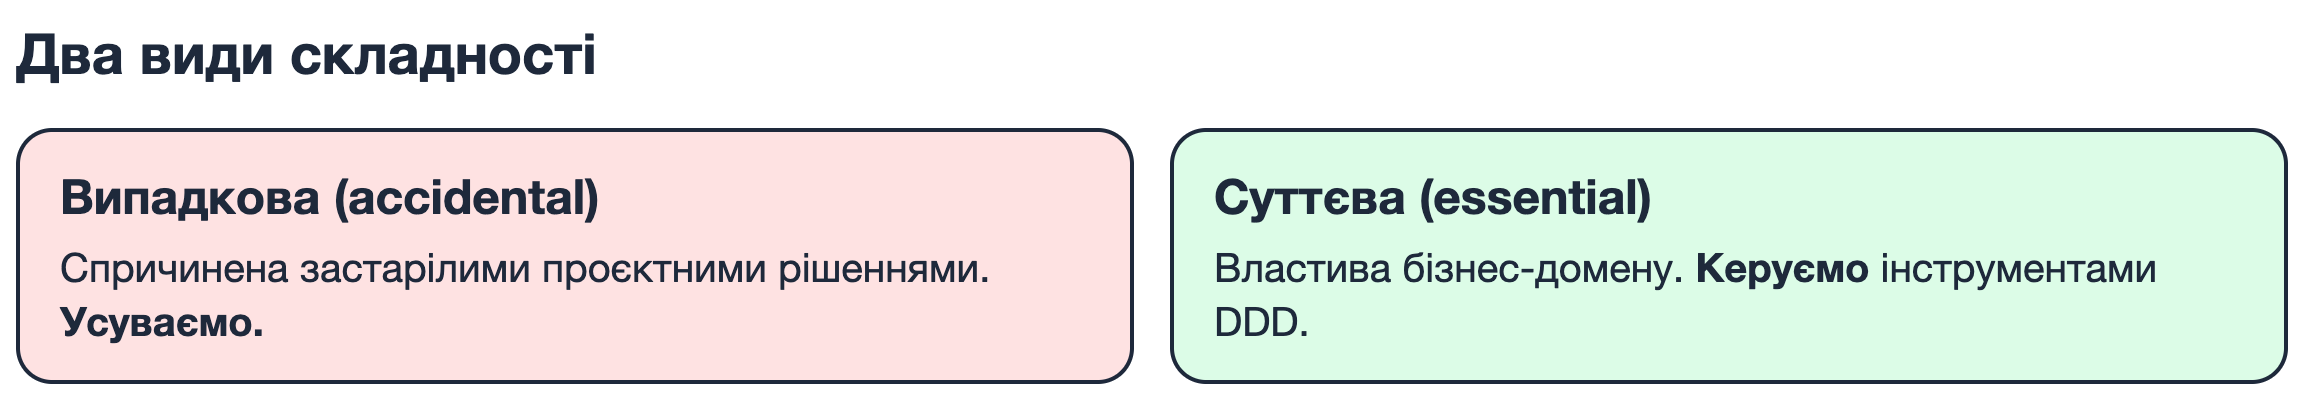 Два види складності
Випадкова (accidental)
Спричинена застарілими проєктними рішеннями.
Усуваємо.
Суттєва (essential)
Властива бізнес-домену. Керуємо інструментами
DDD.